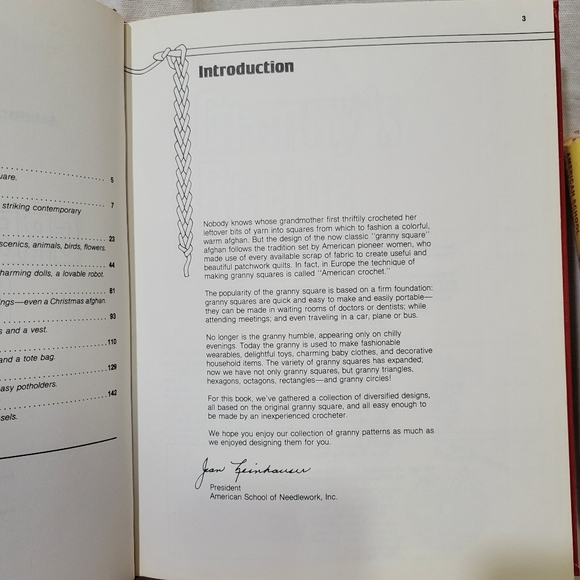 5
uare.
7
striking contemporary
23
scenics, animals, birds, flowers.
44
harming dolls, a lovable robot.
81
ings—even a Christmas afghan.
93
s and a vest.
110
and a tote bag.
129
asy potholders.
142
ssels.
3
Introduction
Nobody knows whose grandmother first thriftily crocheted her
leftover bits of yarn into squares from which to fashion a colorful,
warm afghan. But the design of the now classic "granny square"
afghan follows the tradition set by American pioneer women, who
made use of every available scrap of fabric to create useful and
beautiful patchwork quilts. In fact, in Europe the technique of
making granny squares is called "American crochet."
The popularity of the granny square is based on a firm foundation:
granny squares are quick and easy to make and easily portable—
they can be made in waiting rooms of doctors or dentists; while
attending meetings; and even traveling in a car, plane or bus.
No longer is the granny humble, appearing only on chilly
evenings. Today the granny is used to make fashionable
wearables, delightful toys, charming baby clothes, and decorative
household items. The variety of granny squares has expanded;
now we have not only granny squares, but granny triangles,
hexagons, octagons, rectangles—and granny circles!
For this book, we've gathered a collection of diversified designs,
all based on the original granny square, and all easy enough to
be made by an inexperienced crocheter.
We hope you enjoy our collection of granny patterns as much as
we enjoyed designing them for you.
Jean Leinhauser
President
American School of Needlework, Inc.